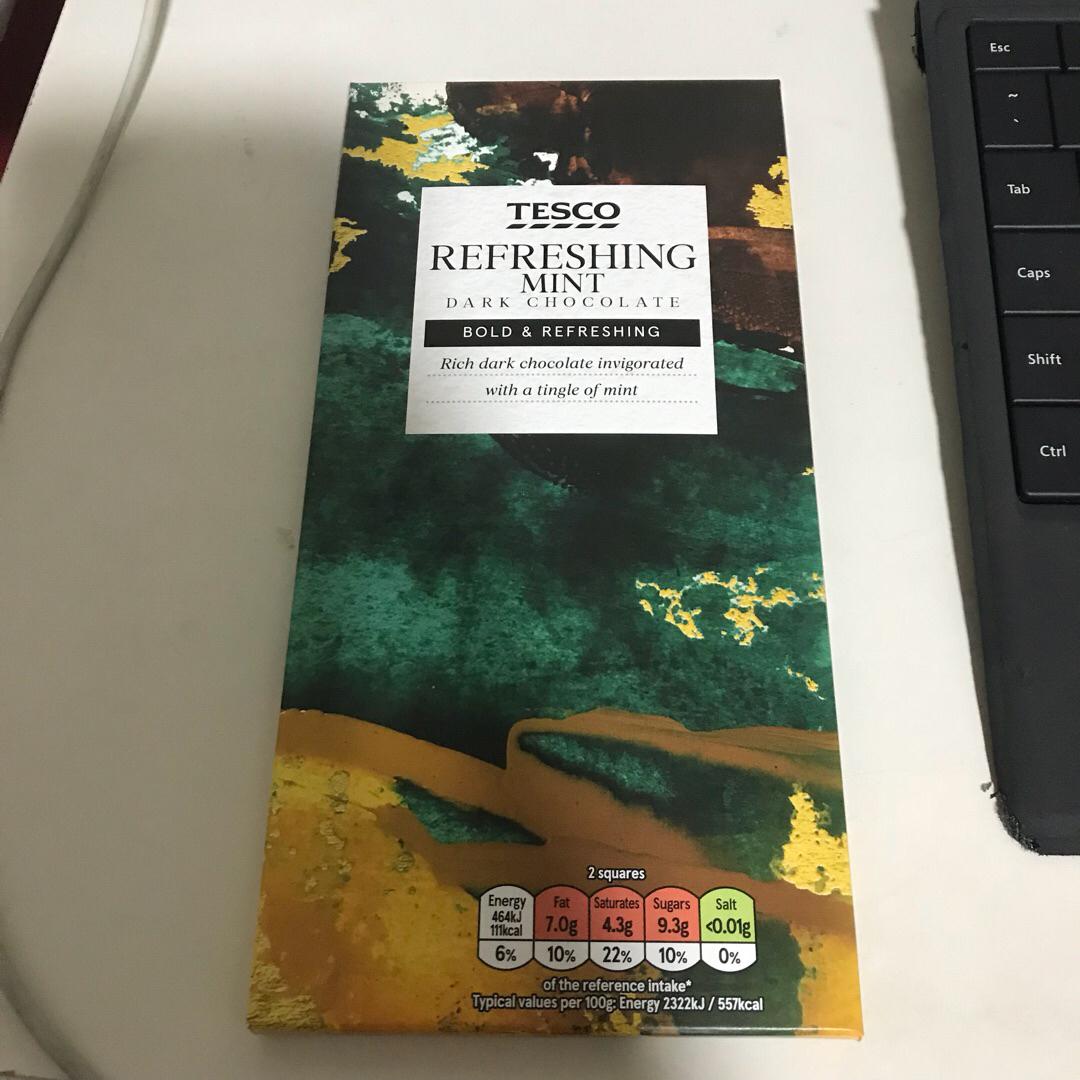 TESCO
REFRESHING
MINT
DARK CHOCOLATE
BOLD & REFRESHING
Rich dark chocolate invigorated
with a tingle of mint
2 squares
Energy Fat Saturates Sugars Salt
464kJ
111kcal 7.0g 4.3g 9.3g <0.01g
6% 10% 22% 10% 0%
of the reference intake*
Typical values per 100g: Energy 2322kJ / 557kcal
Esc
~
`
Tab
Caps
Shift
Ctrl